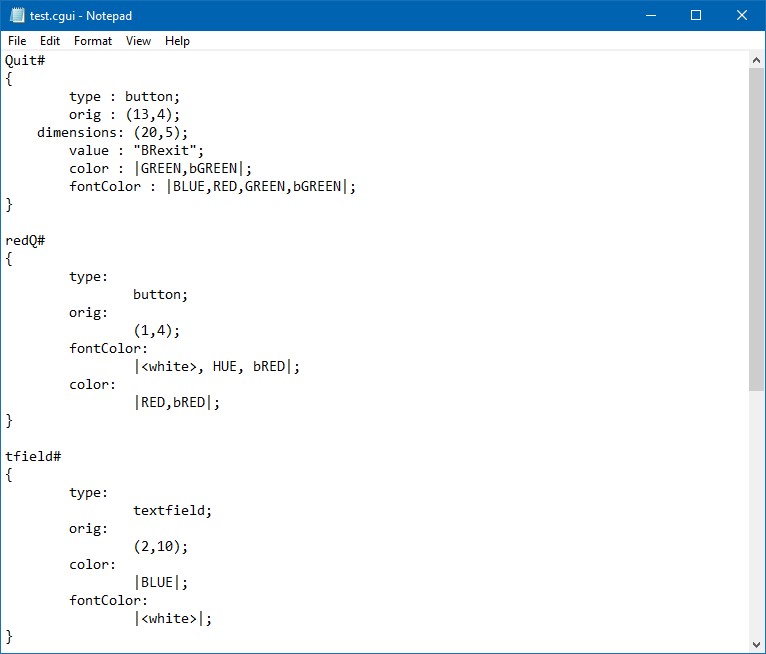 test.cgui - Notepad
File Edit Format View Help
Quit#
{
        type : button;
        orig : (13,4);
    dimensions: (20,5);
        value : "BRexit";
        color : |GREEN,bGREEN|;
        fontColor : |BLUE,RED,GREEN,bGREEN|;
}

redQ#
{
        type:
                button;
        orig:
                (1,4);
        fontColor:
                |<white>, HUE, bRED|;
        color:
                |RED,bRED|;
}

tfield#
{
        type:
                textfield;
        orig:
                (2,10);
        color:
                |BLUE|;
        fontColor:
                |<white>|;
}